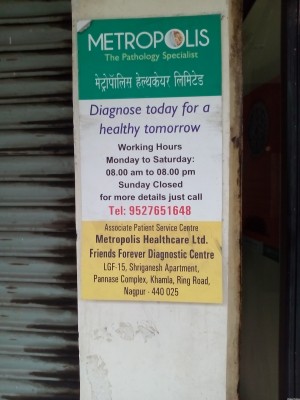 METROPOLIS
The Pathology Specialist
मेट्रोपॉलिस हेल्थकेयर लिमिटेड
Diagnose today for a
healthy tomorrow
Working Hours
Monday to Saturday:
08.00 am to 08.00 pm
Sunday Closed
for more details just call
Tel: 9527651648
Associate Patient Service Centre
Metropolis Healthcare Ltd.
Friends Forever Diagnostic Centre
LGF-15, Shriganesh Apartment,
Pannase Complex, Khamla, Ring Road,
Nagpur - 440 025